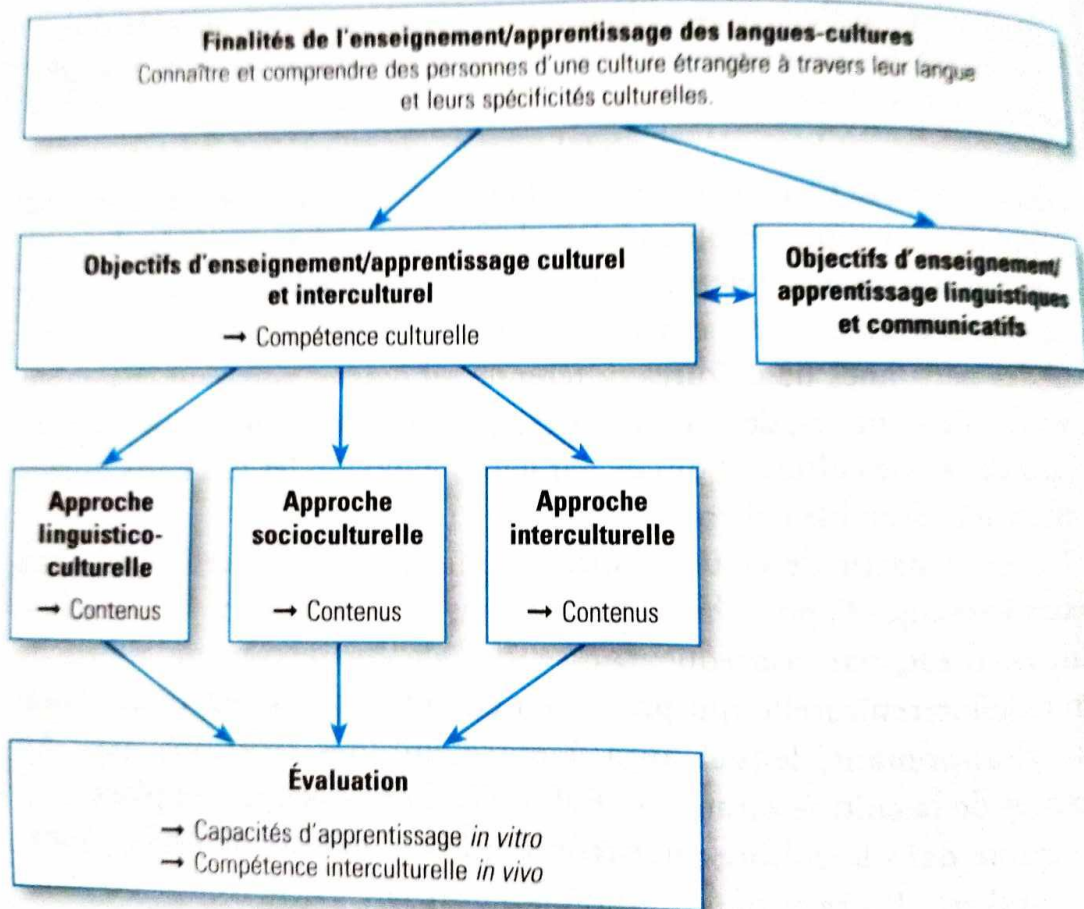 Finalités de l'enseignement/apprentissage des langues-cultures
Connaître et comprendre des personnes d'une culture étrangère à travers leur langue
et leurs spécificités culturelles.
Objectifs d'enseignement/apprentissage culturel
et interculturel
→ Compétence culturelle
Objectifs d'enseignement/
apprentissage linguistiques
et communicatifs
Approche
linguistico-
culturelle
→ Contenus
Approche
socioculturelle
→ Contenus
Approche
interculturelle
→ Contenus
Évaluation
→ Capacités d'apprentissage in vitro
→ Compétence interculturelle in vivo